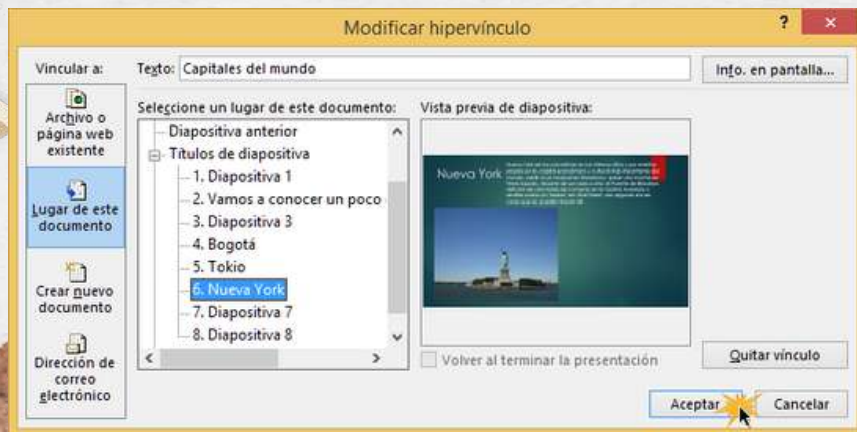 Modificar hipervínculo
?
×
Vincular a:
Texto: Capitales del mundo
Info. en pantalla...
Archivo o
página web
existente
Lugar de este
documento
Crear nuevo
documento
Dirección de
correo
electrónico
Seleccione un lugar de este documento:
Diapositiva anterior
Títulos de diapositiva
1. Diapositiva 1
2. Vamos a conocer un poco
3. Diapositiva 3
4. Bogotá
5. Tokio
6. Nueva York
7. Diapositiva 7
8. Diapositiva 8
Vista previa de diapositiva:
Nueva York
Volver al terminar la presentación
Quitar vínculo
Aceptar
Cancelar